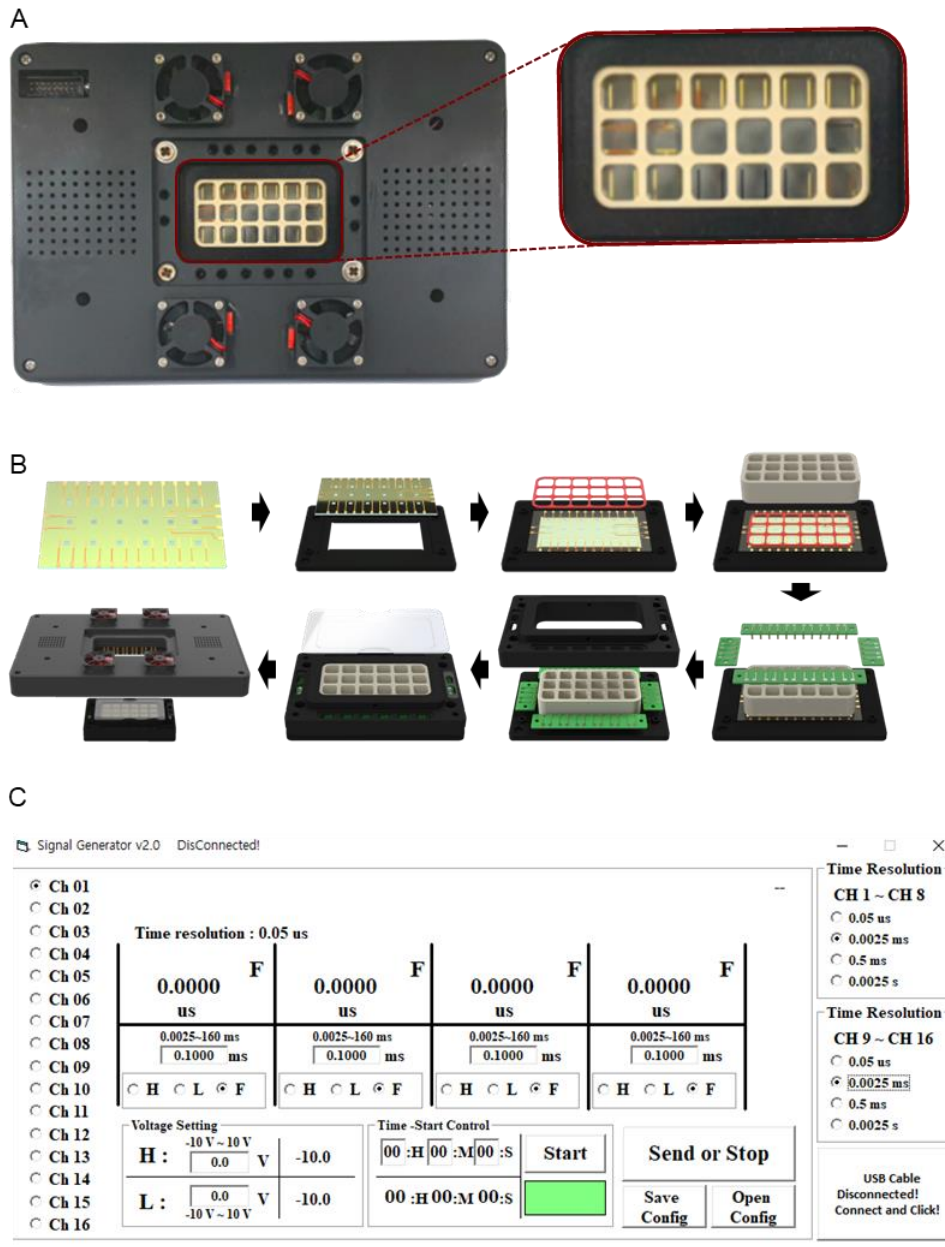 A
B
C
Signal Generator v2.0 DisConnected!
Ch 01
Ch 02
Ch 03
Ch 04
Ch 05
Ch 06
Ch 07
Ch 08
Ch 09
Ch 10
Ch 11
Ch 12
Ch 13
Ch 14
Ch 15
Ch 16
--
Time resolution : 0.05 us
F F F F
0.0000 0.0000 0.0000 0.0000
us us us us
0.0025~160 ms 0.0025~160 ms 0.0025~160 ms 0.0025~160 ms
0.1000 ms 0.1000 ms 0.1000 ms 0.1000 ms
H L F H L F H L F H L F
Voltage Setting
-10 V ~ 10 V
H : 0.0 V -10.0
L : 0.0 V -10.0
-10 V ~ 10 V
Time -Start Control
00 :H 00 :M 00 :S
00 :H 00:M 00:S
Start
Send or Stop
Save
Config
Open
Config
Time Resolution
CH 1 ~ CH 8
0.05 us
0.0025 ms
0.5 ms
0.0025 s
Time Resolution
CH 9 ~ CH 16
0.05 us
0.0025 ms
0.5 ms
0.0025 s
USB Cable
Disconnected!
Connect and Click!